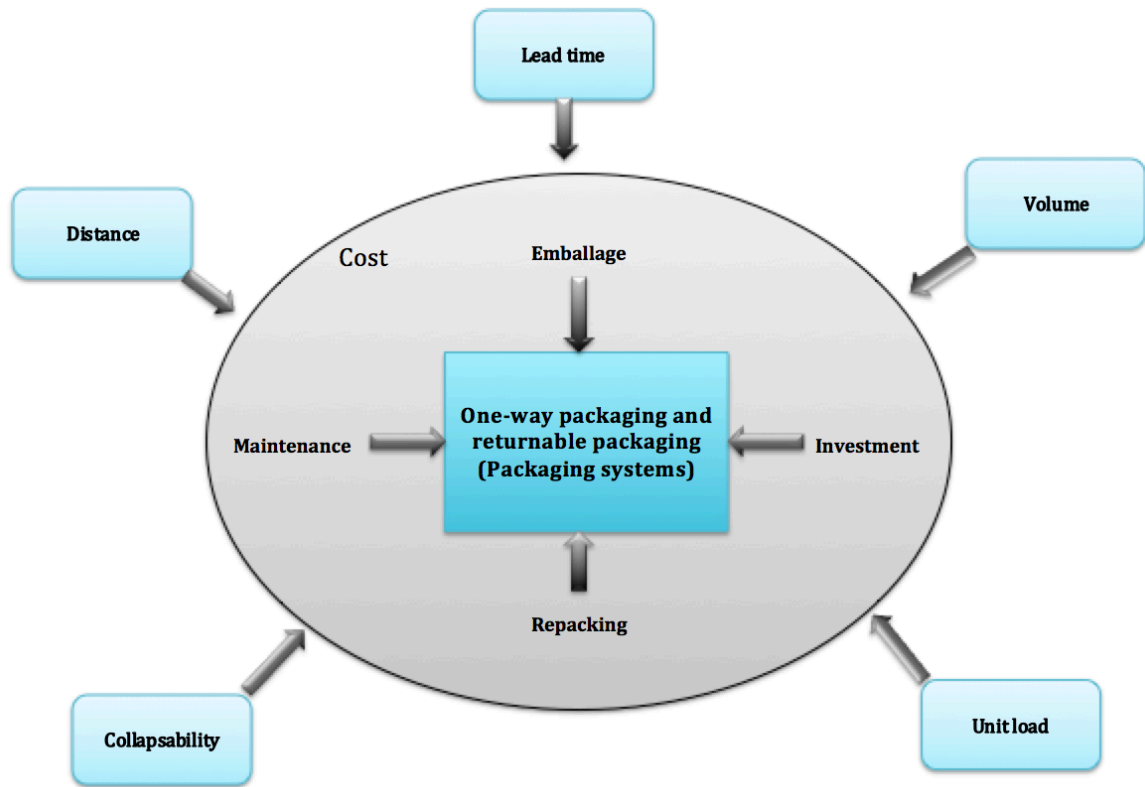 Lead time
Volume
Distance
Cost
Emballage
One-way packaging and
returnable packaging
(Packaging systems)
Maintenance
Investment
Repacking
Collapsability
Unit load